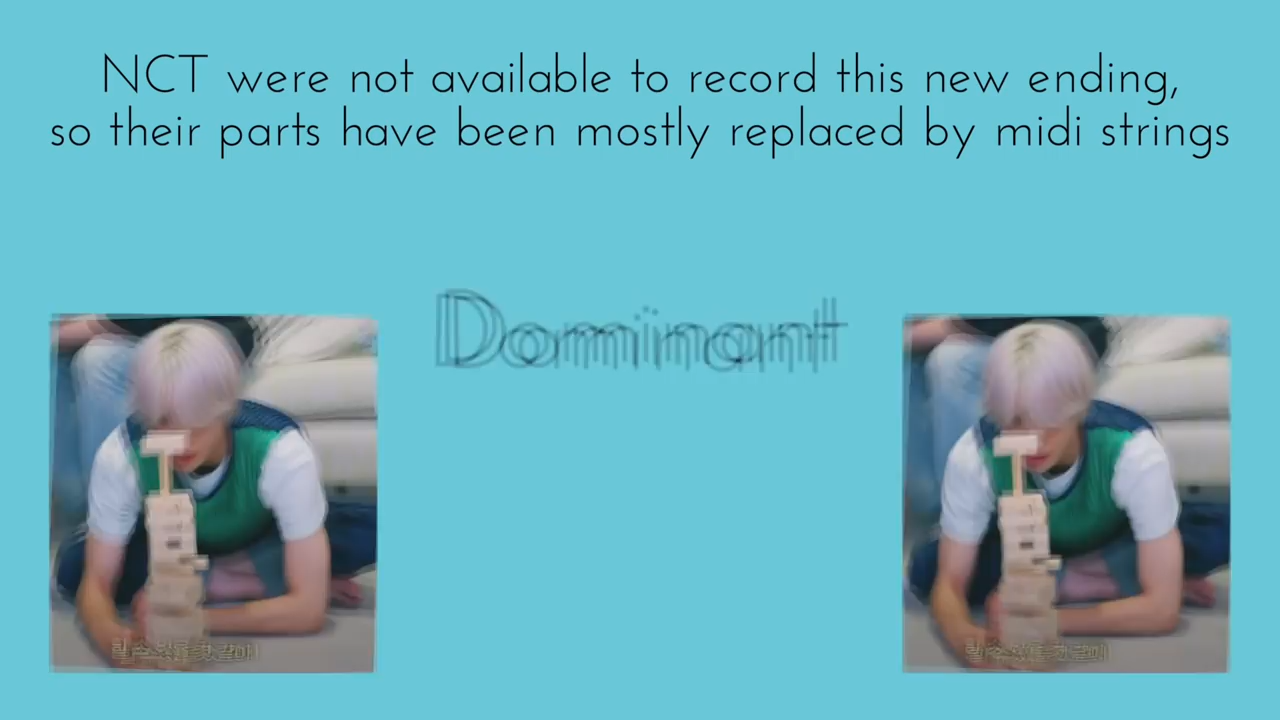 NCT were not available to record this new ending,
so their parts have been mostly replaced by midi strings
Dominant